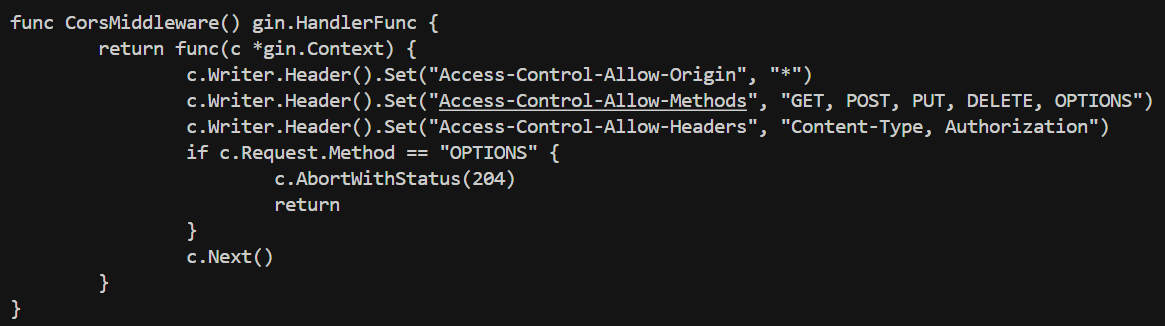 func CorsMiddleware() gin.HandlerFunc {
return func(c *gin.Context) {
c.Writer.Header().Set("Access-Control-Allow-Origin", "*")
c.Writer.Header().Set("Access-Control-Allow-Methods", "GET, POST, PUT, DELETE, OPTIONS")
c.Writer.Header().Set("Access-Control-Allow-Headers", "Content-Type, Authorization")
if c.Request.Method == "OPTIONS" {
c.AbortWithStatus(204)
return
}
c.Next()
}
}